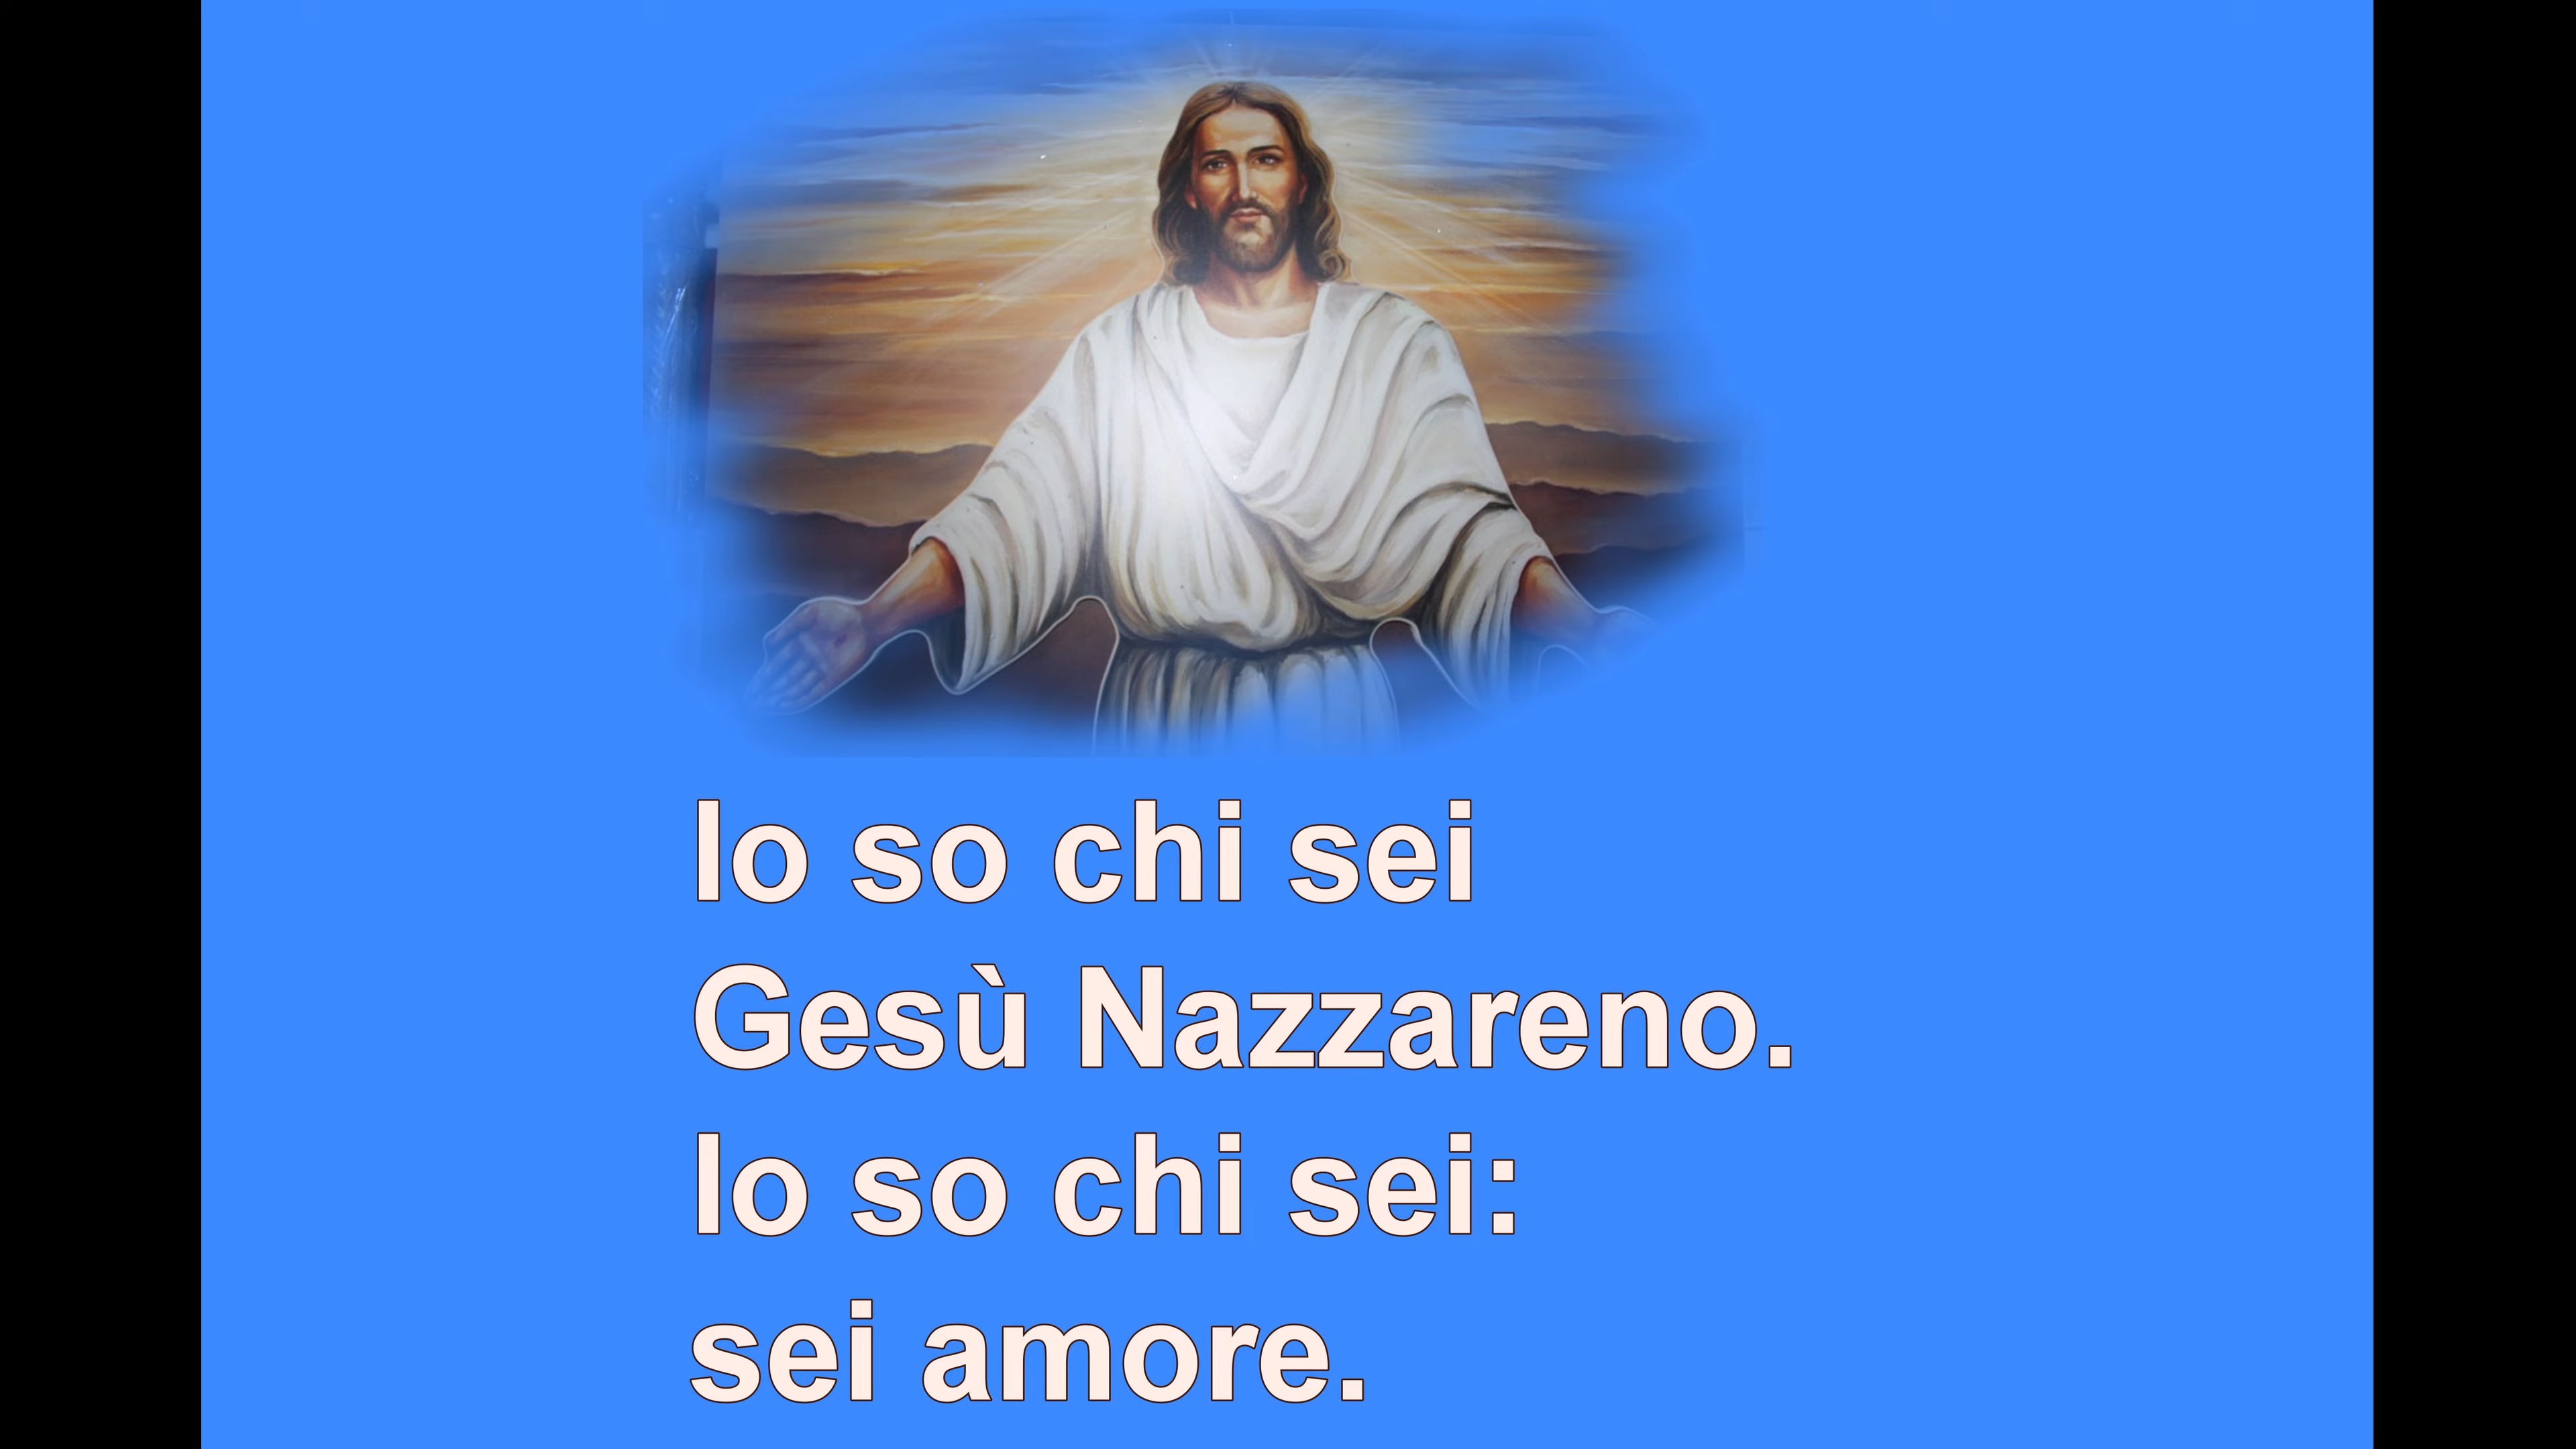 Io so chi sei
Gesù Nazzareno.
Io so chi sei:
sei amore.